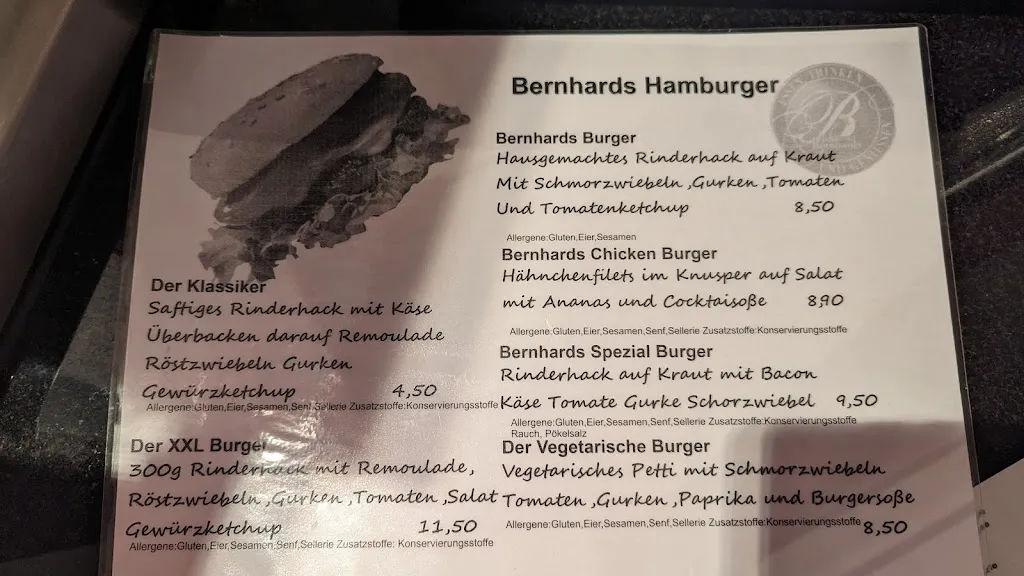 Bernhards Hamburger
ESSEN TRINKEN
B
Bernhards Burger
Hausgemachtes Rinderhack auf Kraut
Mit Schmorzwiebeln ,Gurken ,Tomaten
Und Tomatenketchup 8,50
Allergene:Gluten,Eier,Sesamen
Bernhards Chicken Burger
Hähnchenfilets im Knusper auf Salat
mit Ananas und Cocktaisoße 8,90
Allergene:Gluten,Eier,Sesamen,Senf,Sellerie Zusatzstoffe:Konservierungsstoffe
Bernhards Spezial Burger
Rinderhack auf Kraut mit Bacon
Käse Tomate Gurke Schorzwiebel 9,50
Allergene:Gluten,Eier,Sesamen,Senf,Sellerie Zusatzstoffe:Konservierungsstoffe
Rauch, Pökelsalz
Der Vegetarische Burger
Vegetarisches Petti mit Schmorzwiebeln
Tomaten ,Gurken ,Paprika und Burgersoße
Allergene:Gluten,Eier,Sesamen,Senf,Sellerie Zusatzstoffe:Konservierungsstoffe 8,50
Der Klassiker
Saftiges Rinderhack mit Käse
Überbacken darauf Remoulade
Röstzwiebeln Gurken
Gewürzketchup 4,50
Allergene:Gluten,Eier,Sesamen,Senf,Sellerie Zusatzstoffe:Konservierungsstoffe
Der XXL Burger
300g Rinderhack mit Remoulade,
Röstzwiebeln ,Gurken ,Tomaten ,Salat
Gewürzketchup 11,50
Allergene:Gluten,Eier,Sesamen,Senf,Sellerie Zusatzstoffe: Konservierungsstoffe